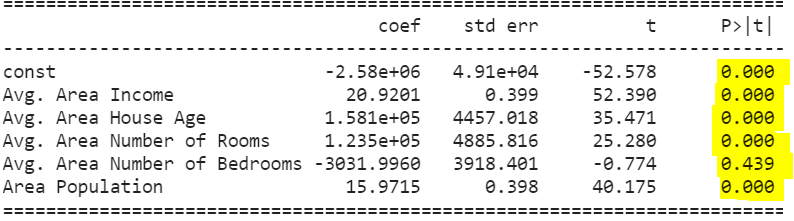 ==============================================================================
coef std err t P>|t|
------------------------------------------------------------------------------
const -2.58e+06 4.91e+04 -52.578 0.000
Avg. Area Income 20.9201 0.399 52.390 0.000
Avg. Area House Age 1.581e+05 4457.018 35.471 0.000
Avg. Area Number of Rooms 1.235e+05 4885.816 25.280 0.000
Avg. Area Number of Bedrooms -3031.9960 3918.401 -0.774 0.439
Area Population 15.9715 0.398 40.175 0.000
==============================================================================